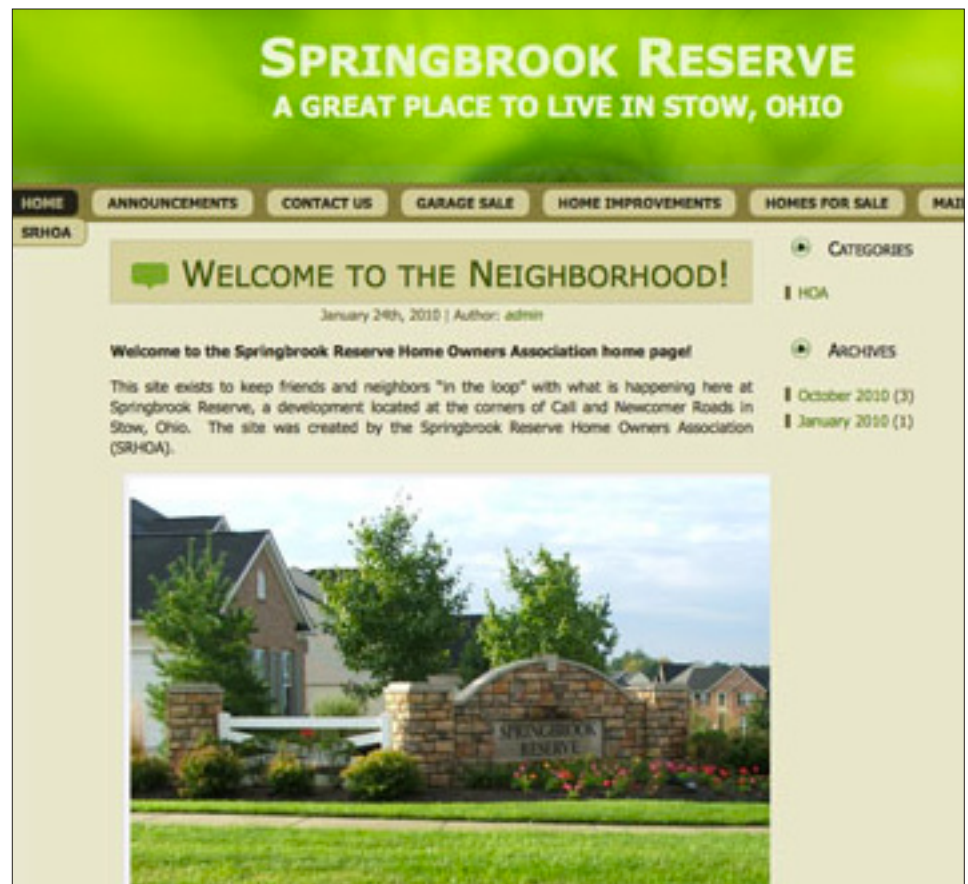 SPRINGBROOK RESERVE
A GREAT PLACE TO LIVE IN STOW, OHIO
HOME
ANNOUNCEMENTS
CONTACT US
GARAGE SALE
HOME IMPROVEMENTS
HOMES FOR SALE
SRHOA
WELCOME TO THE NEIGHBORHOOD!
January 24th, 2010 | Author: admin
Welcome to the Springbrook Reserve Home Owners Association home page!
This site exists to keep friends and neighbors "in the loop" with what is happening here at
Springbrook Reserve, a development located at the corners of Call and Newcomer Roads in
Stow, Ohio. The site was created by the Springbrook Reserve Home Owners Association
(SRHOA).
CATEGORIES
HOA
ARCHIVES
October 2010 (3)
January 2010 (1)
SPRINGBROOK
RESERVE